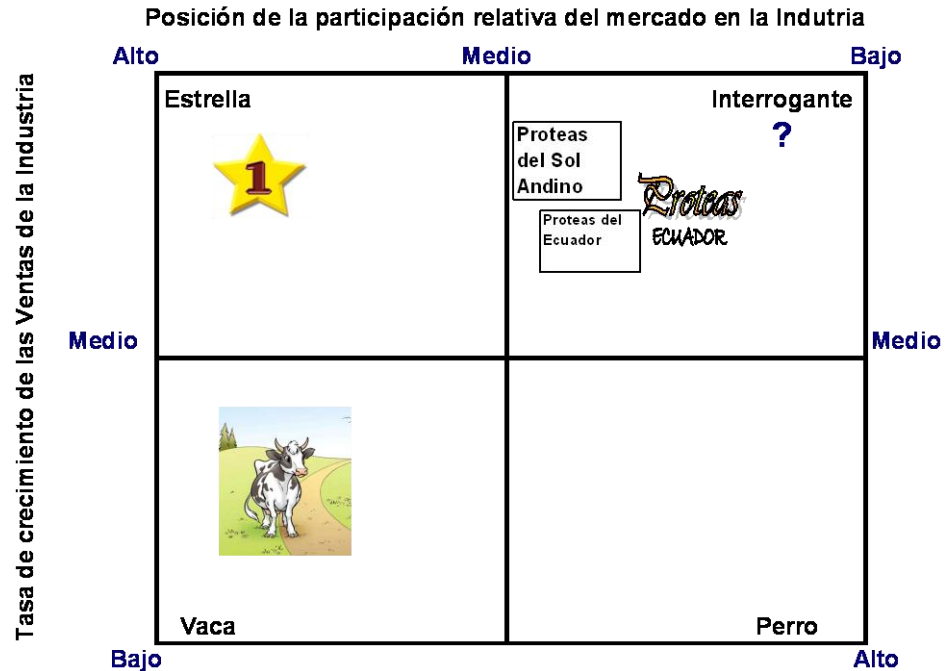 Posición de la participación relativa del mercado en la Indutria
Alto
Medio
Bajo
Tasa de crecimiento de las Ventas de la Industria
Estrella
Interrogante
1
?
Proteas
del Sol
Andino
Proteas
ECUADOR
Proteas del
Ecuador
Medio
Medio
Vaca
Perro
Bajo
Alto